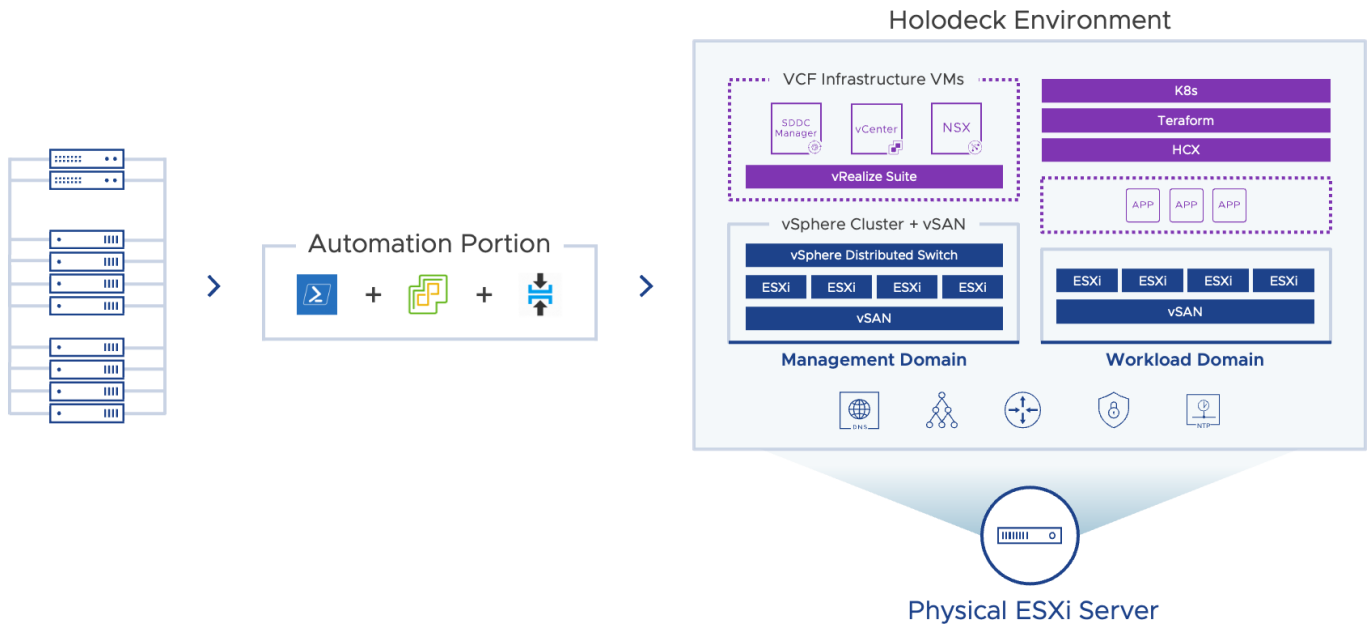 Holodeck Environment
Automation Portion
+
+
VCF Infrastructure VMs
SDDC
Manager
vCenter
NSX
vRealize Suite
vSphere Cluster + vSAN
vSphere Distributed Switch
ESXi
ESXi
ESXi
ESXi
vSAN
Management Domain
K8s
Teraform
HCX
APP
APP
APP
ESXi
ESXi
ESXi
ESXi
vSAN
Workload Domain
DNS
NTP
Physical ESXi Server